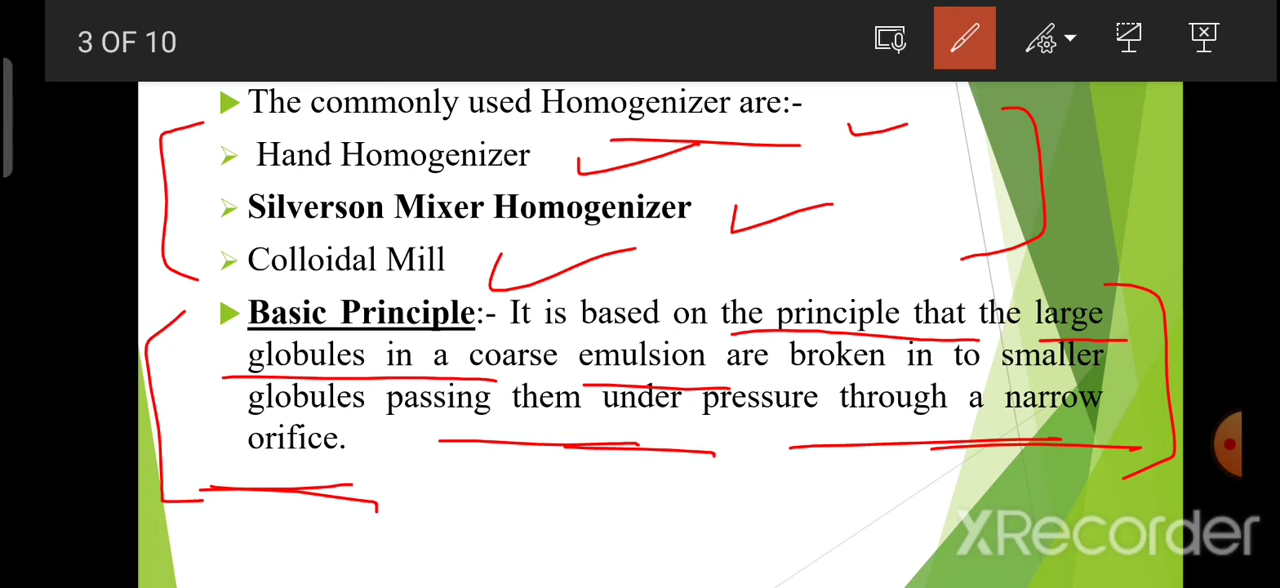 3 OF 10
The commonly used Homogenizer are:-
Hand Homogenizer
Silverson Mixer Homogenizer
Colloidal Mill
Basic Principle:- It is based on the principle that the large
globules in a coarse emulsion are broken in to smaller
globules passing them under pressure through a narrow
orifice.
XRecorder